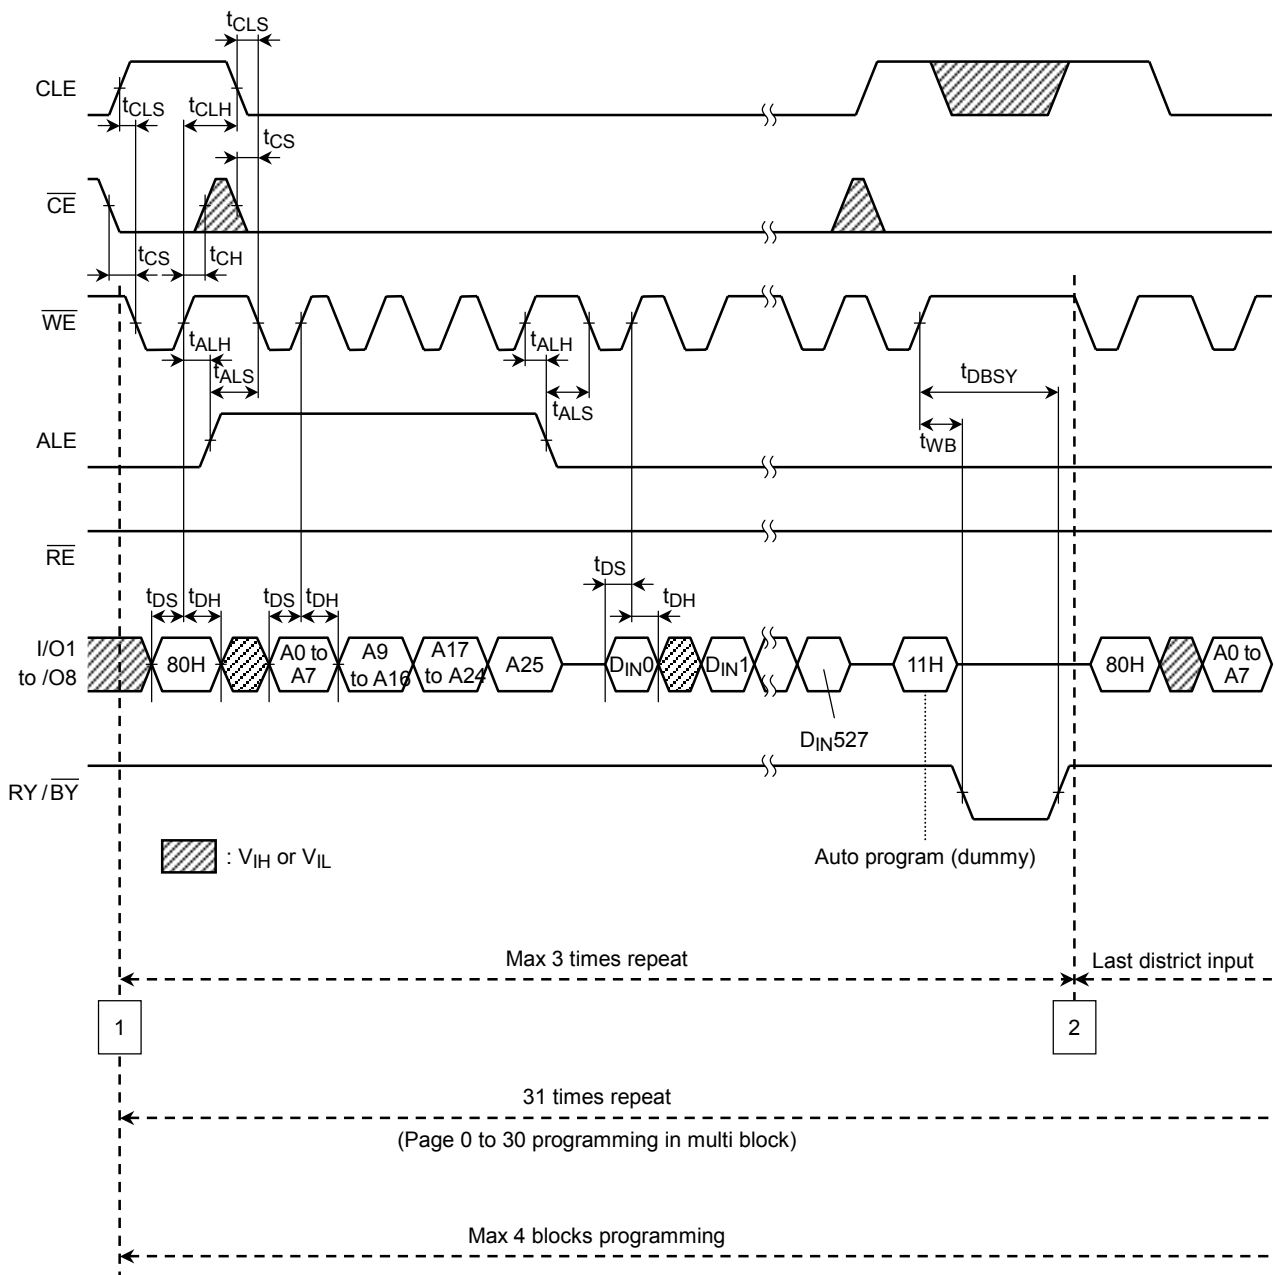 tCLS
CLE
tCLS
tCLH
tCS
CE
tCS
tCH
WE
tALH
tALS
tALH
tALS
tDBSY
ALE
tWB
RE
tDS
tDH
tDS
tDH
tDS
tDH
I/O1
to /O8
80H
A0 to
A7
A9
to A16
A17
to A24
A25
DIN0
DIN1
DIN527
11H
80H
A0 to
A7
RY/BY
: VIH or VIL
Auto program (dummy)
Max 3 times repeat
Last district input
1
2
31 times repeat
(Page 0 to 30 programming in multi block)
Max 4 blocks programming